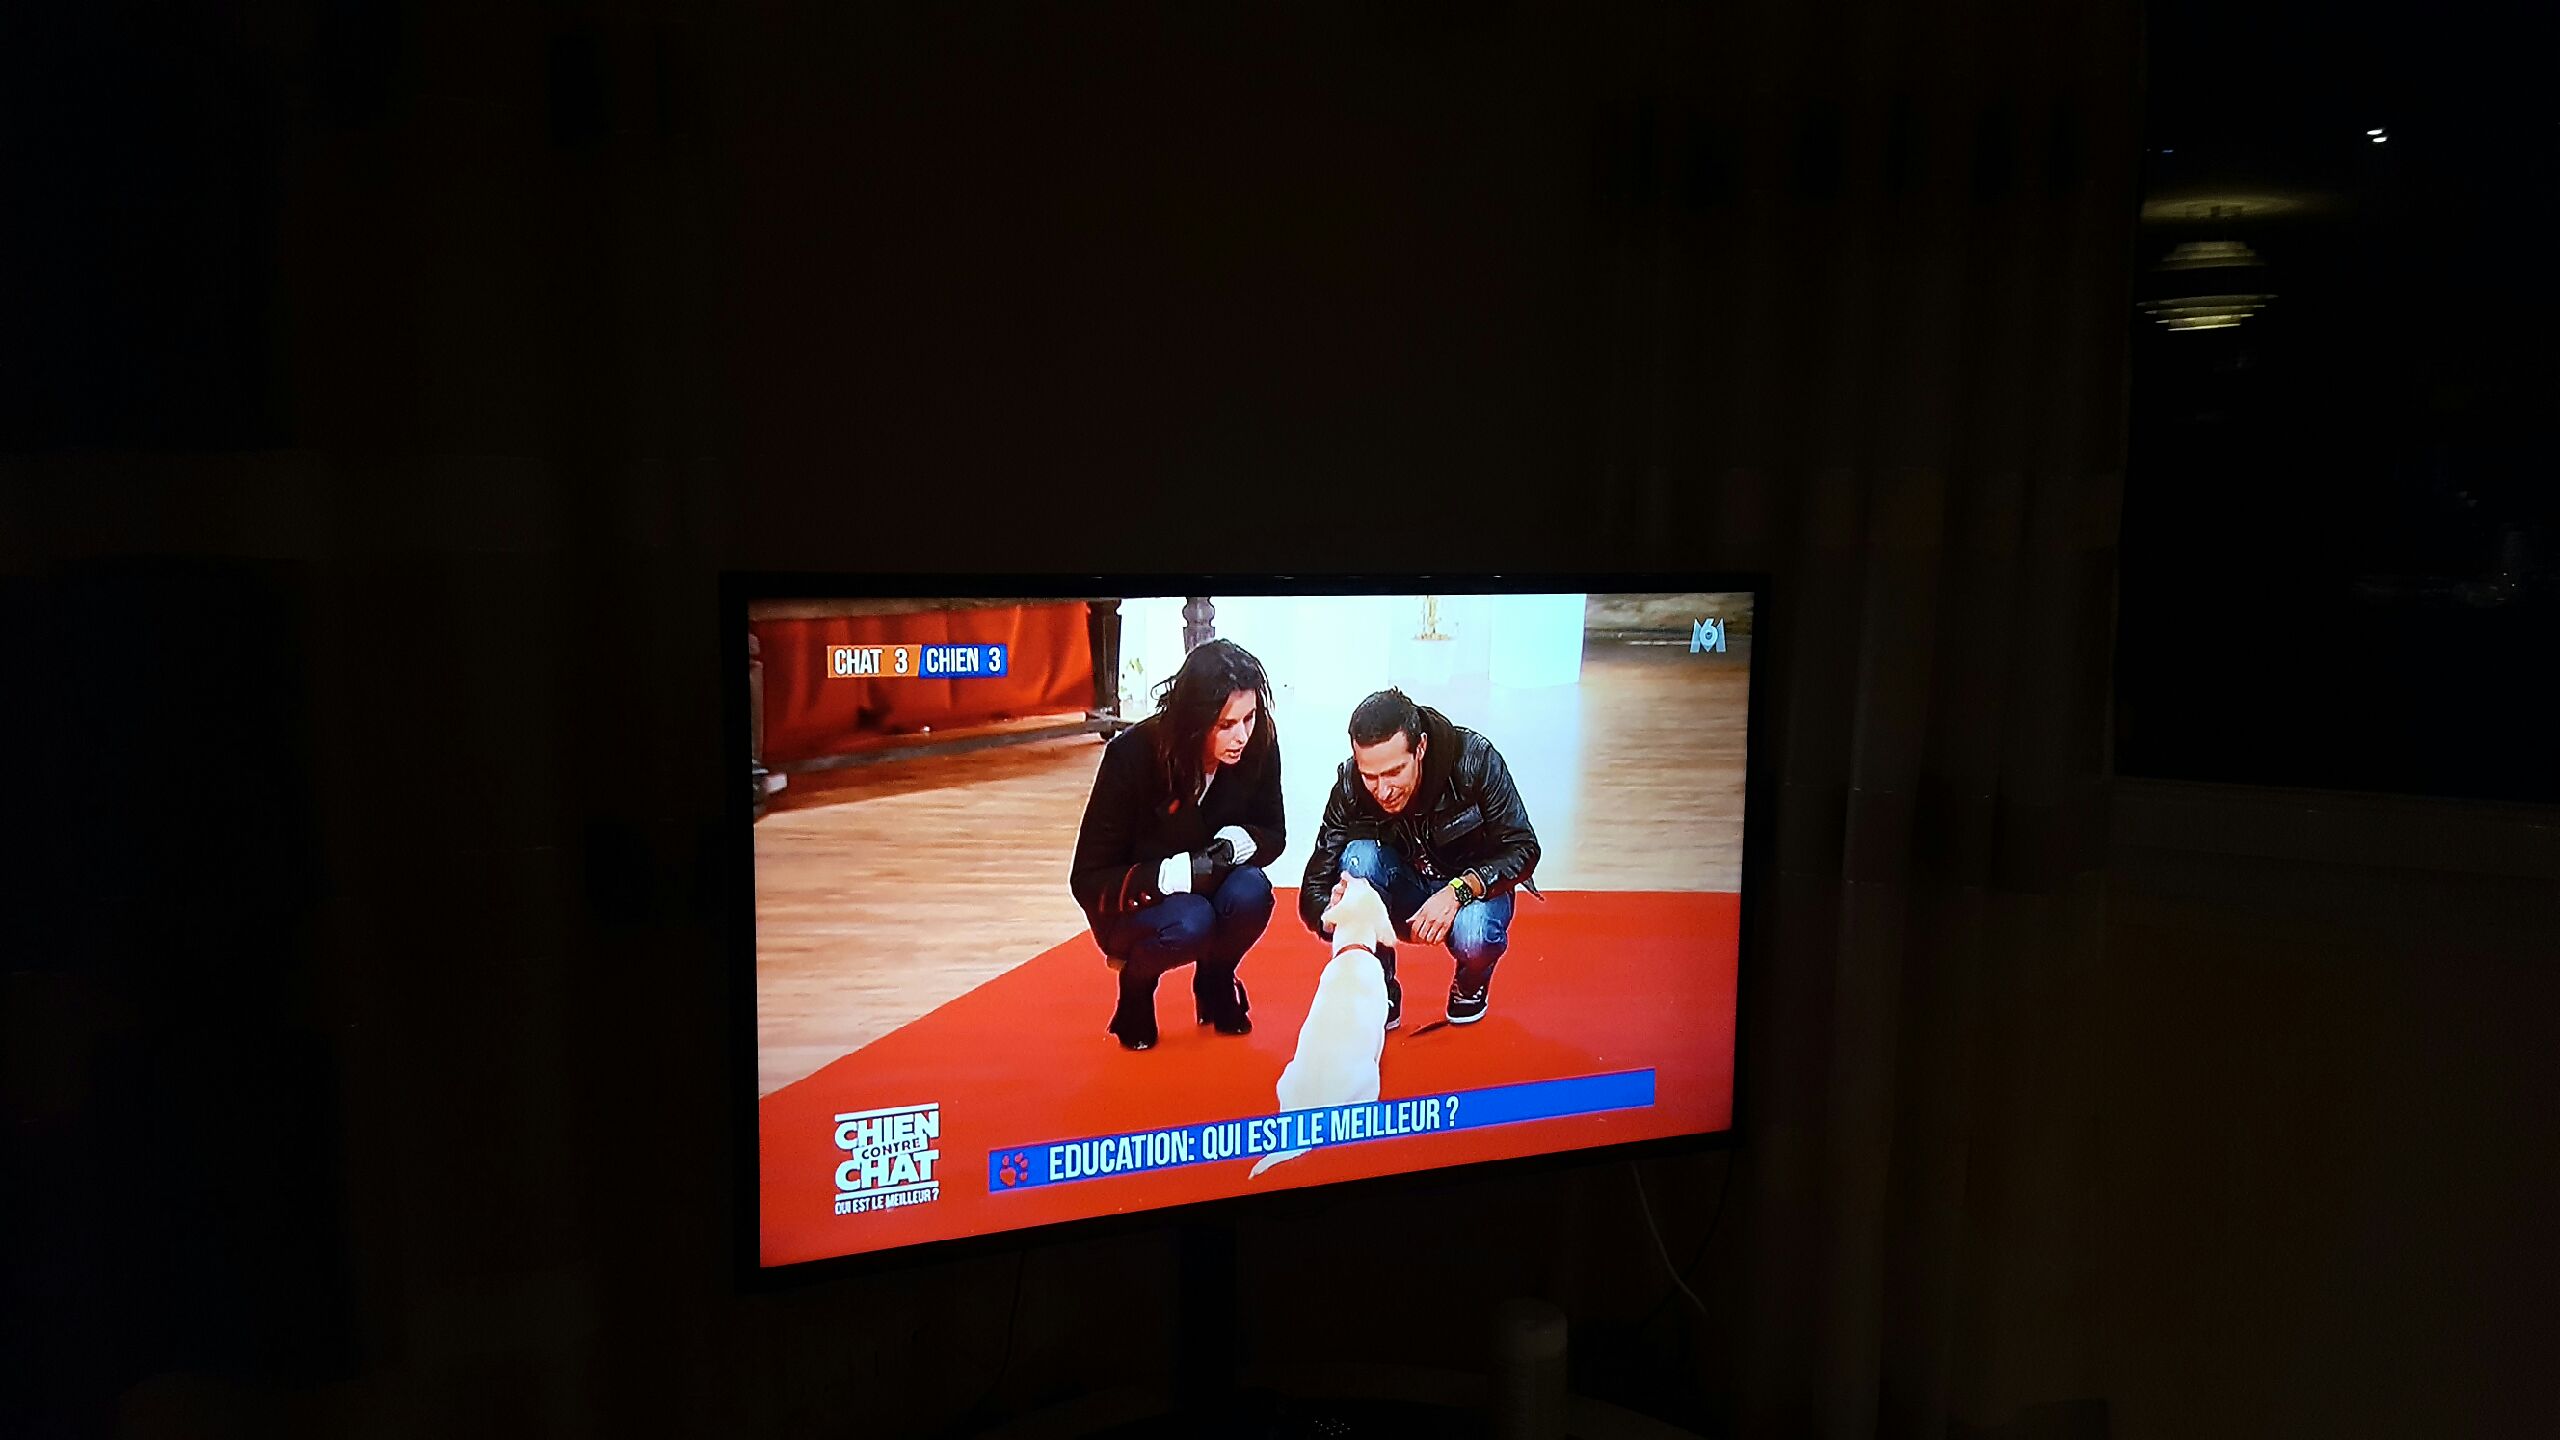 CHAT 3 CHIEN 3
M6
CHIEN
CONTRE
CHAT
QUI EST LE MEILLEUR ?
EDUCATION: QUI EST LE MEILLEUR ?